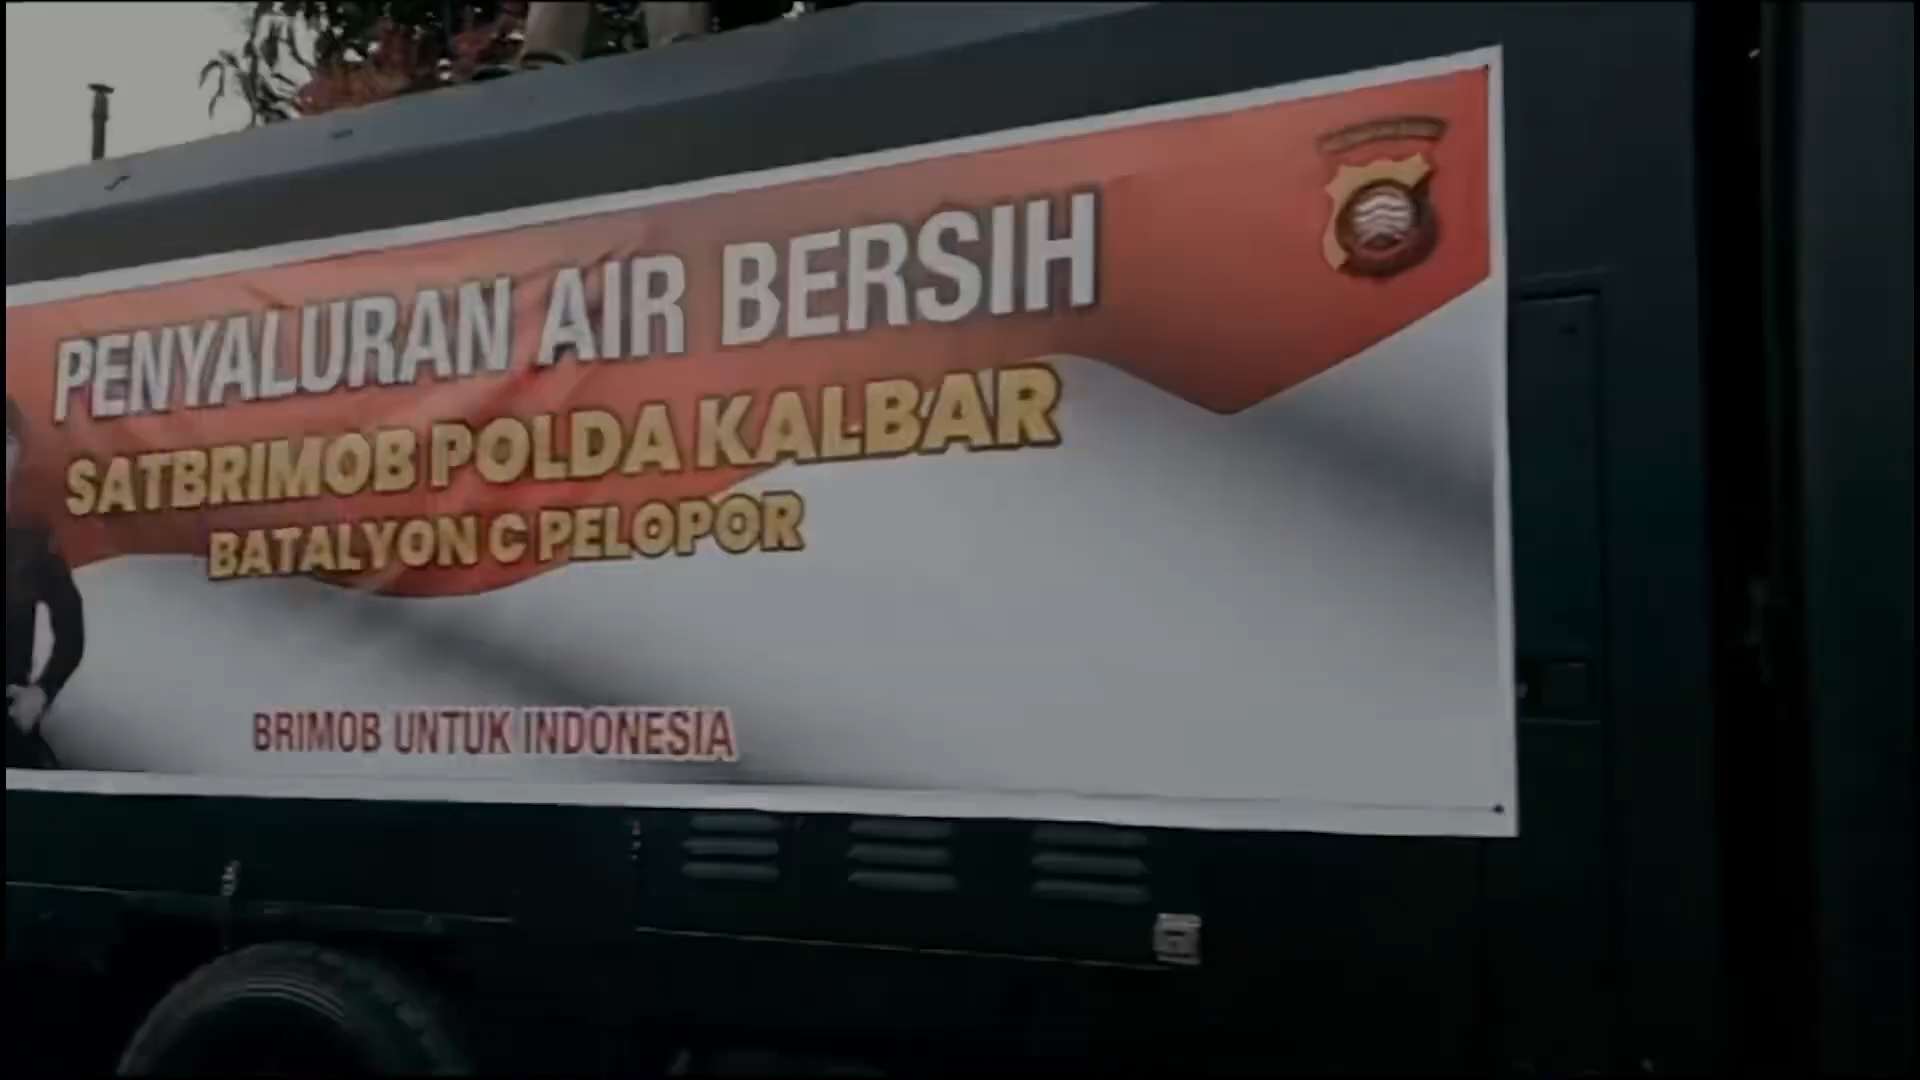 PENYALURAN AIR BERSIH
SATBRIMOB POLDA KALBAR
BATALYON C PELOPOR
BRIMOB UNTUK INDONESIA